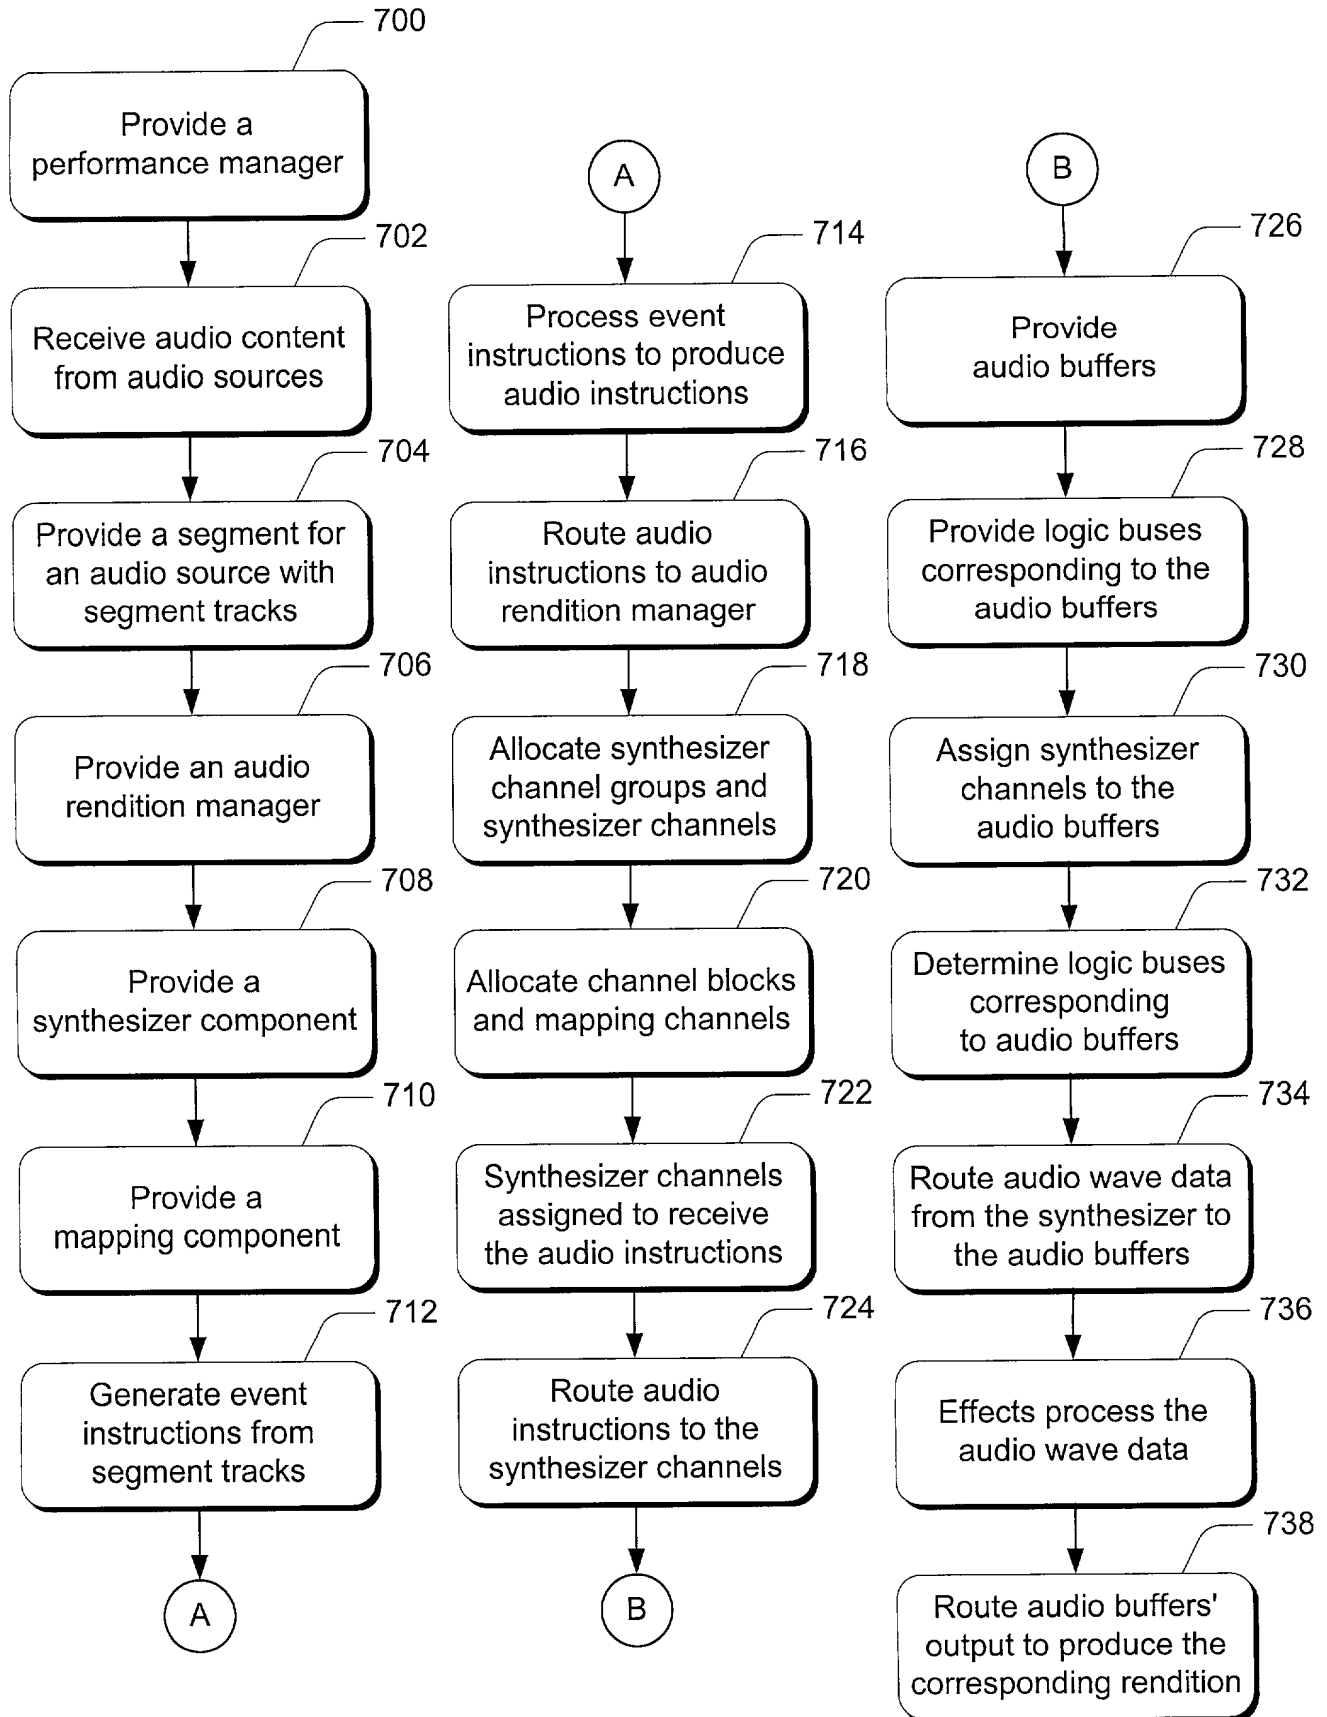 700
Provide a
performance manager
702
Receive audio content
from audio sources
704
Provide a segment for
an audio source with
segment tracks
706
Provide an audio
rendition manager
708
Provide a
synthesizer component
710
Provide a
mapping component
712
Generate event
instructions from
segment tracks
A
A
714
Process event
instructions to produce
audio instructions
716
Route audio
instructions to audio
rendition manager
718
Allocate synthesizer
channel groups and
synthesizer channels
720
Allocate channel blocks
and mapping channels
722
Synthesizer channels
assigned to receive
the audio instructions
724
Route audio
instructions to the
synthesizer channels
B
B
726
Provide
audio buffers
728
Provide logic buses
corresponding to the
audio buffers
730
Assign synthesizer
channels to the
audio buffers
732
Determine logic buses
corresponding
to audio buffers
734
Route audio wave data
from the synthesizer to
the audio buffers
736
Effects process the
audio wave data
738
Route audio buffers'
output to produce the
corresponding rendition